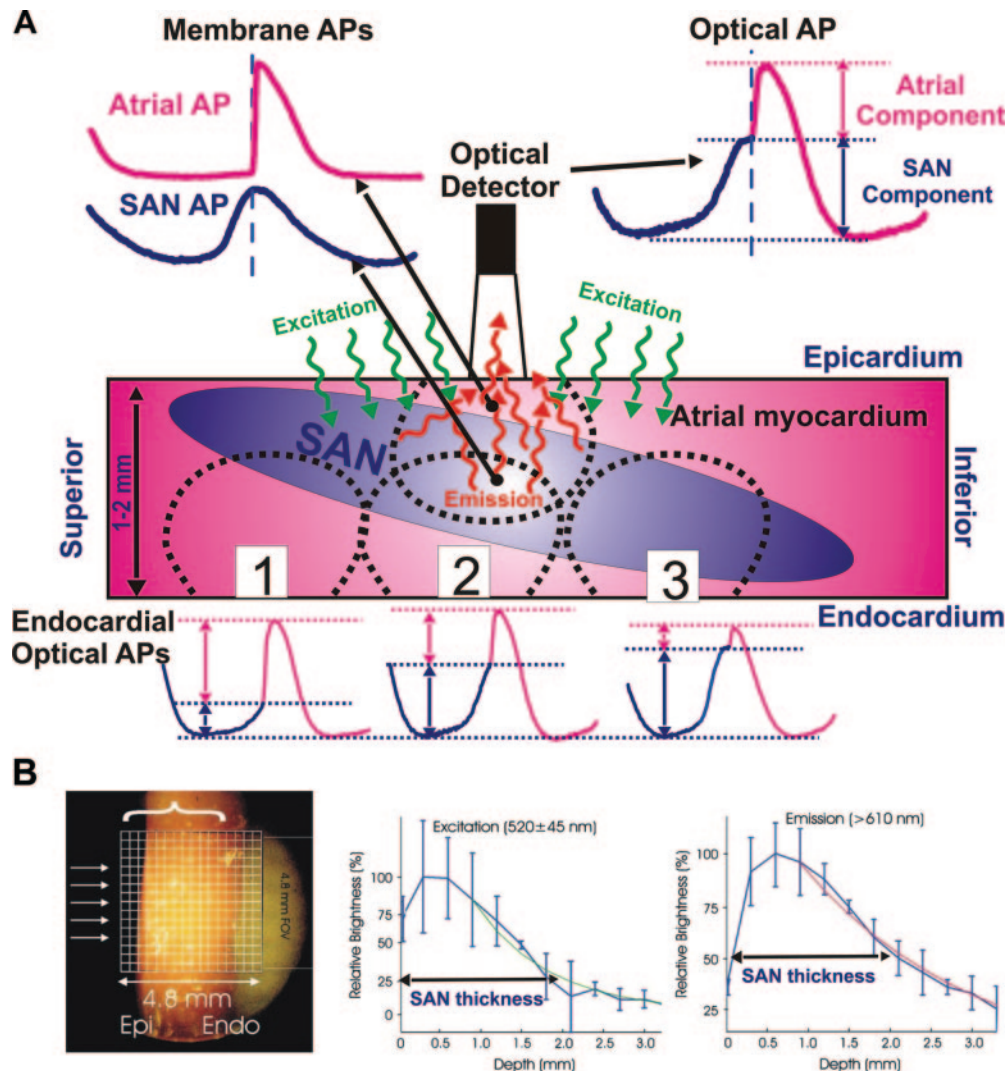 A
Membrane APs
Optical AP
Atrial AP
SAN AP
Optical
Detector
Atrial
Component
SAN
Component
Excitation
Excitation
Epicardium
Atrial myocardium
SAN
Emission
Superior
1-2 mm
Inferior
1
2
3
Endocardium
Endocardial
Optical APs
B
4.8 mm FOV
4.8 mm
Epi Endo
Excitation (520±45 nm)
Relative Brightness (%)
100
75
50
25
0
SAN thickness
0 0.5 1.0 1.5 2.0 2.5 3.0
Depth [mm]
Emission (>610 nm)
Relative Brightness (%)
100
75
50
25
SAN thickness
0 0.5 1.0 1.5 2.0 2.5 3.0
Depth [mm]